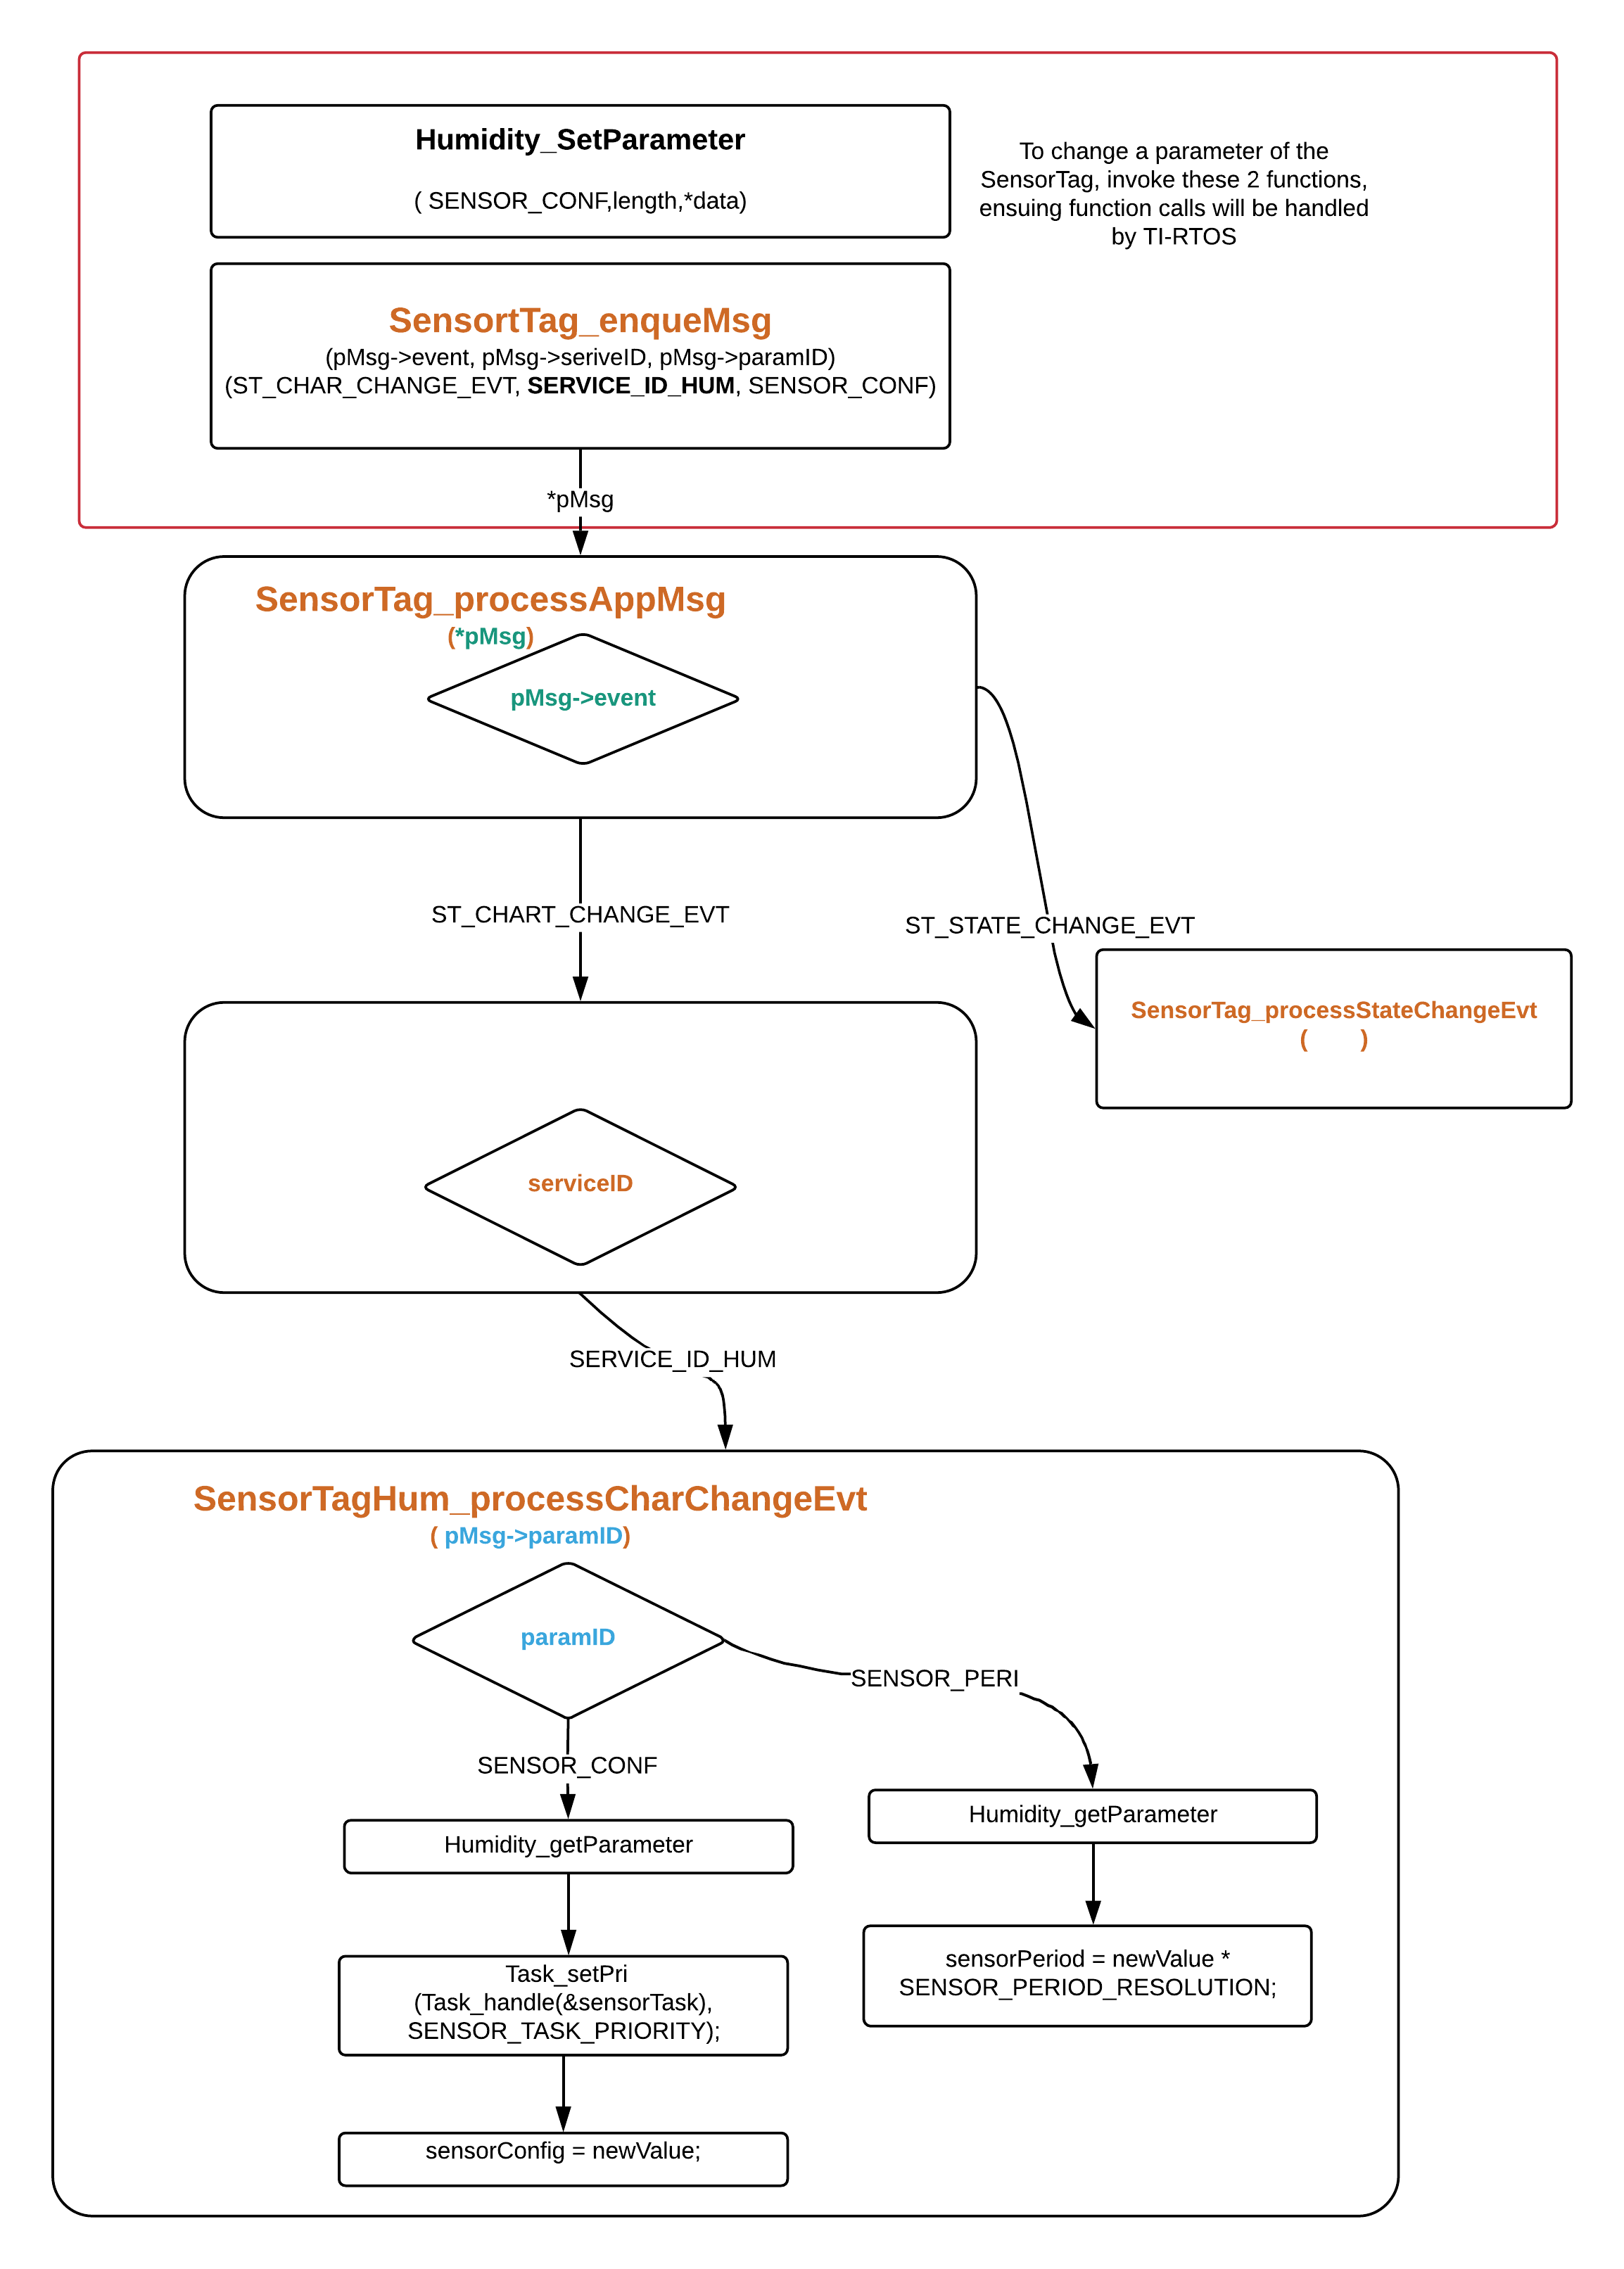 Humidity_SetParameter
( SENSOR_CONF,length,*data)
To change a parameter of the
SensorTag, invoke these 2 functions,
ensuing function calls will be handled
by TI-RTOS
SensortTag_enqueMsg
(pMsg->event, pMsg->seriveID, pMsg->paramID)
(ST_CHAR_CHANGE_EVT, SERVICE_ID_HUM, SENSOR_CONF)
*pMsg
SensorTag_processAppMsg
(*pMsg)
pMsg->event
ST_CHART_CHANGE_EVT
ST_STATE_CHANGE_EVT
SensorTag_processStateChangeEvt
( )
serviceID
SERVICE_ID_HUM
SensorTagHum_processCharChangeEvt
( pMsg->paramID)
paramID
SENSOR_PERI
SENSOR_CONF
Humidity_getParameter
Humidity_getParameter
Task_setPri
(Task_handle(&sensorTask),
SENSOR_TASK_PRIORITY);
sensorPeriod = newValue *
SENSOR_PERIOD_RESOLUTION;
sensorConfig = newValue;